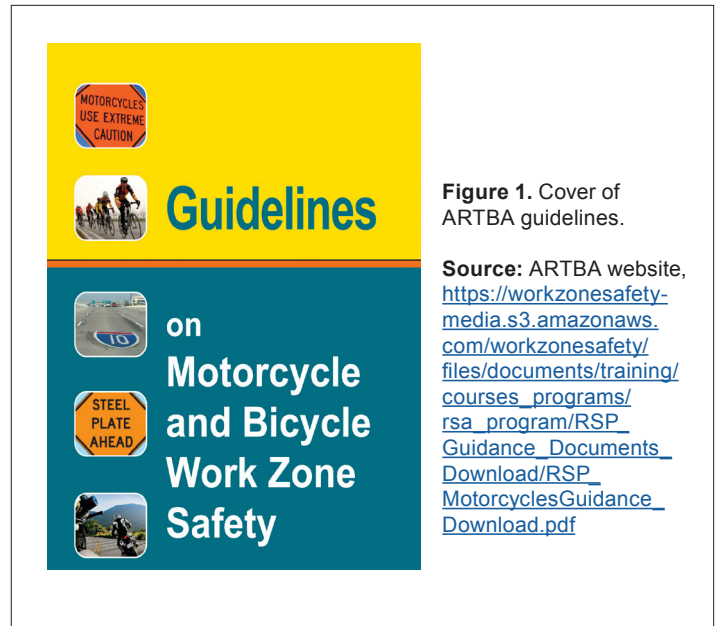 MOTORCYCLES
USE EXTREME
CAUTION
Guidelines
10
on
Motorcycle
and Bicycle
Work Zone
Safety
STEEL
PLATE
AHEAD
Figure 1. Cover of
ARTBA guidelines.
Source: ARTBA website,
https://workzonesafety-
media.s3.amazonaws.
com/workzonesafety/
files/documents/training/
courses_programs/
rsa_program/RSP_
Guidance_Documents_
Download/RSP_
MotorcyclesGuidance_
Download.pdf